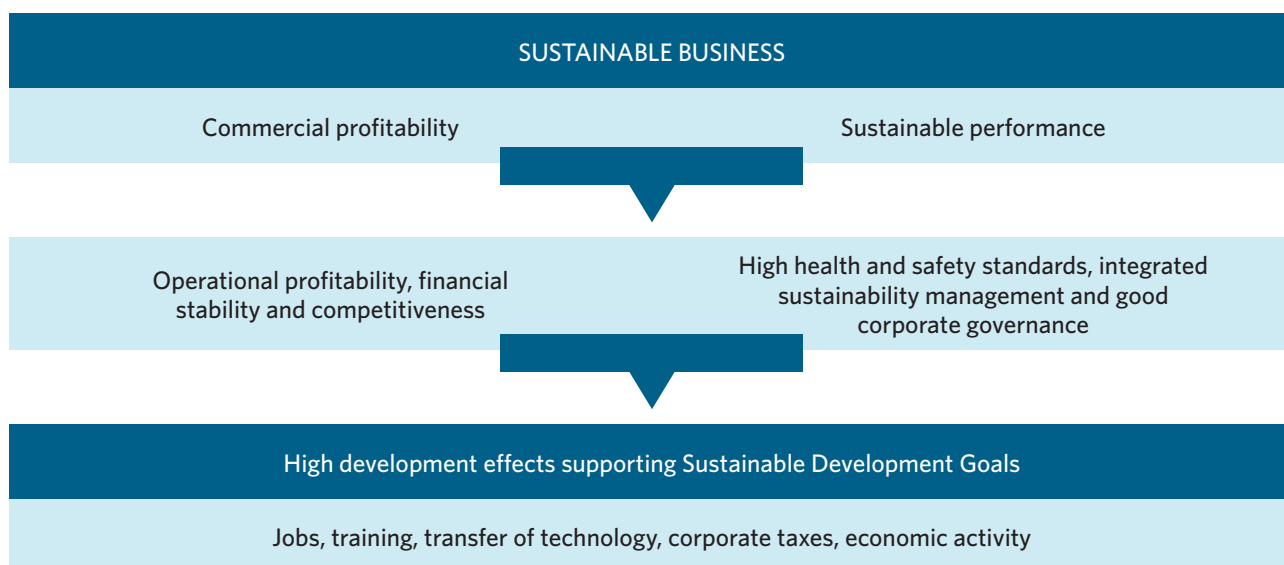 SUSTAINABLE BUSINESS
Commercial profitability
Sustainable performance
Operational profitability, financial
stability and competitiveness
High health and safety standards, integrated
sustainability management and good
corporate governance
High development effects supporting Sustainable Development Goals
Jobs, training, transfer of technology, corporate taxes, economic activity